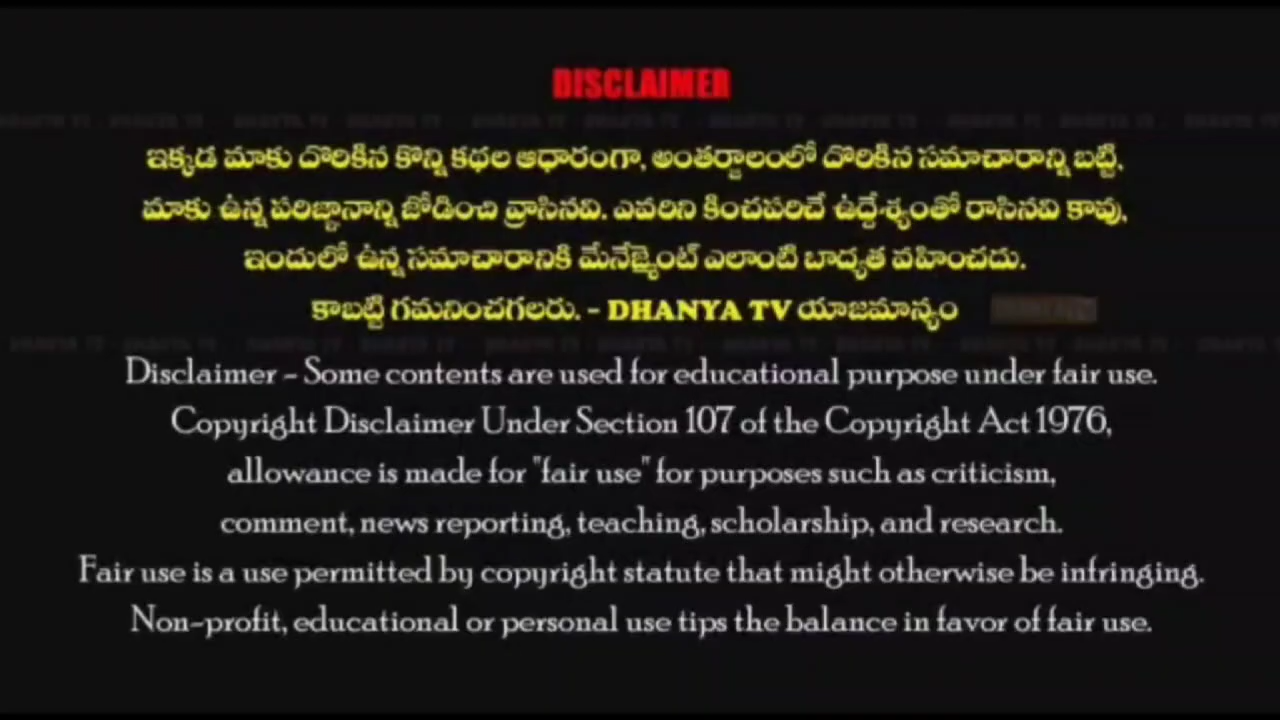 DISCLAIMER
ఇక్కడ మాకు దొరికిన కొన్ని కథల ఆధారంగా, అంతర్జాలంలో దొరికిన సమాచారాన్ని బట్టి,
మాకు ఉన్న పరిజ్ఞానాన్ని జోడించి వ్రాసినవి. ఎవరిని కించపరిచే ఉద్దేశ్యంతో రాసినవి కావు,
ఇందులో ఉన్న సమాచారానికి మేనేజ్మెంట్ ఎలాంటి బాద్యత వహించదు.
కాబట్టి గమనించగలరు. - DHANYA TV యాజమాన్యం
Disclaimer - Some contents are used for educational purpose under fair use.
Copyright Disclaimer Under Section 107 of the Copyright Act 1976,
allowance is made for "fair use" for purposes such as criticism,
comment, news reporting, teaching, scholarship, and research.
Fair use is a use permitted by copyright statute that might otherwise be infringing.
Non-profit, educational or personal use tips the balance in favor of fair use.